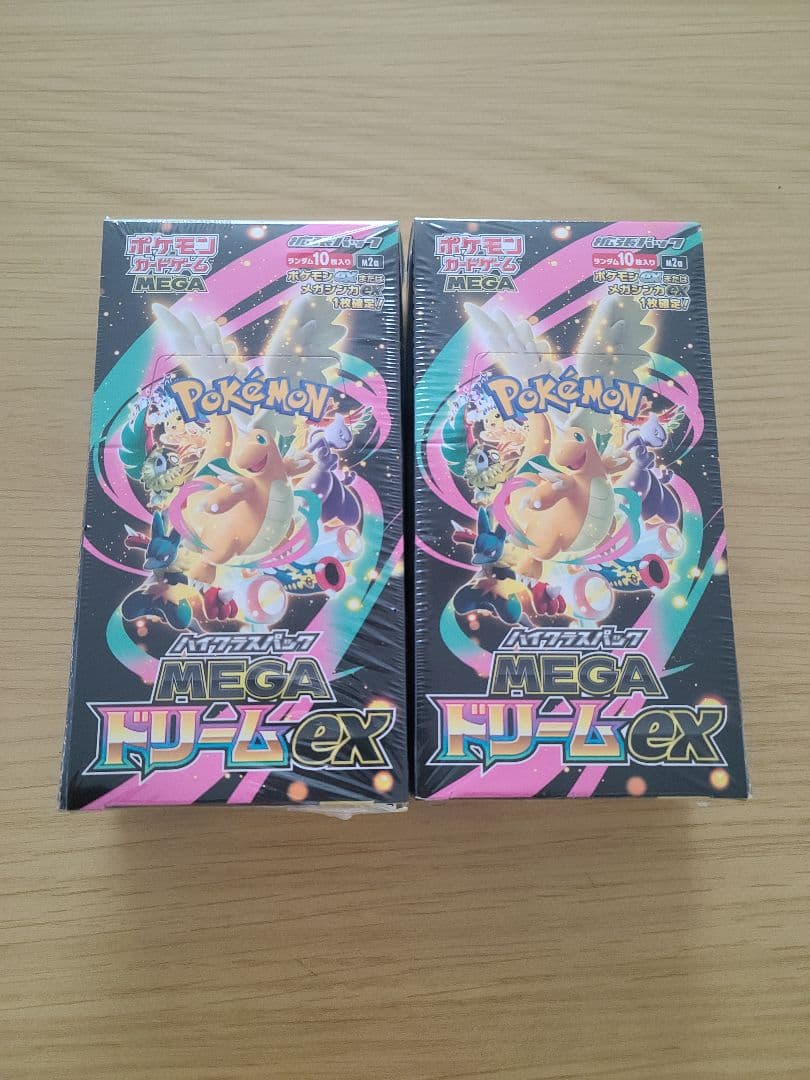 ポケモン
カードゲーム
MEGA
拡張パック
ランダム10枚入り
M2a
ポケモンexまたは
メガシンカex
1枚確定!
POKéMON
ハイクラスパック
MEGA
ドリームex
ポケモン
カードゲーム
MEGA
拡張パック
ランダム10枚入り
M2a
ポケモンexまたは
メガシンカex
1枚確定!
POKéMON
ハイクラスパック
MEGA
ドリームex